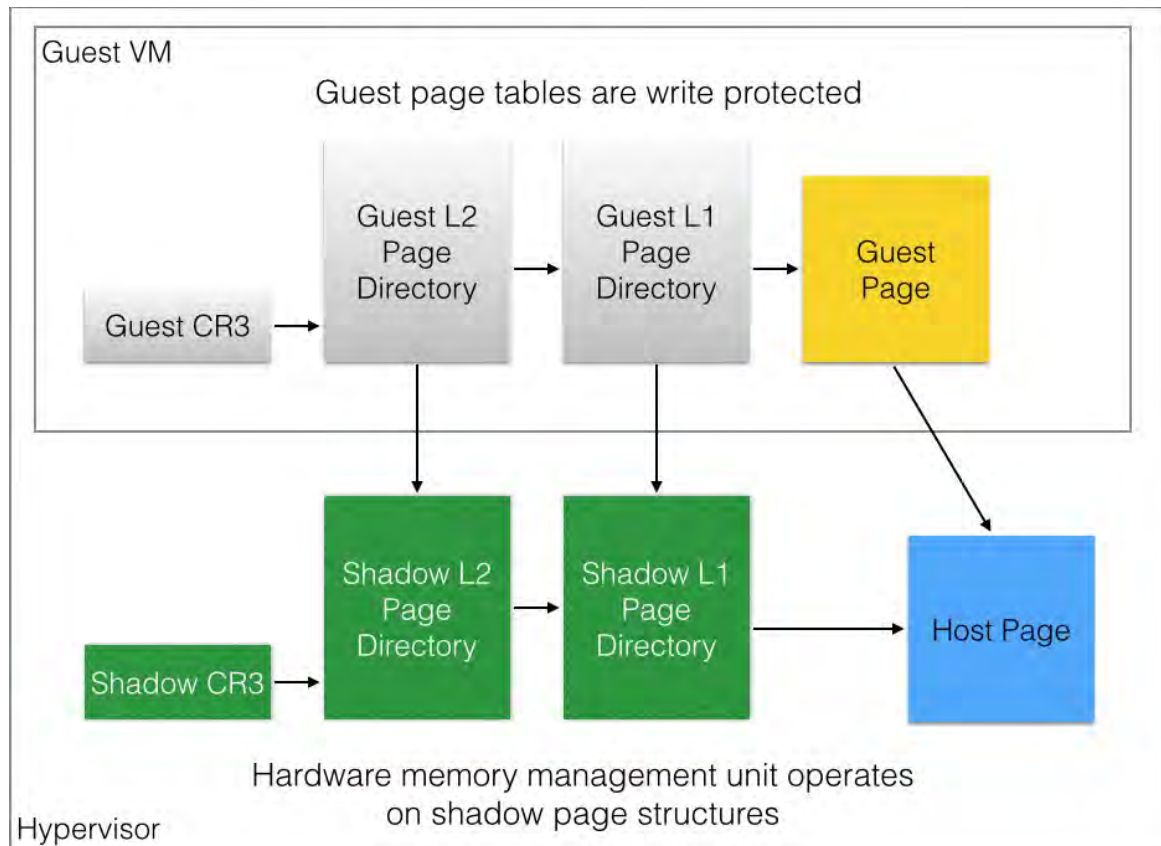 Guest VM
Guest page tables are write protected
Guest L2
Page
Directory
Guest L1
Page
Directory
Guest
Page
Guest CR3
Shadow L2
Page
Directory
Shadow L1
Page
Directory
Host Page
Shadow CR3
Hardware memory management unit operates
on shadow page structures
Hypervisor